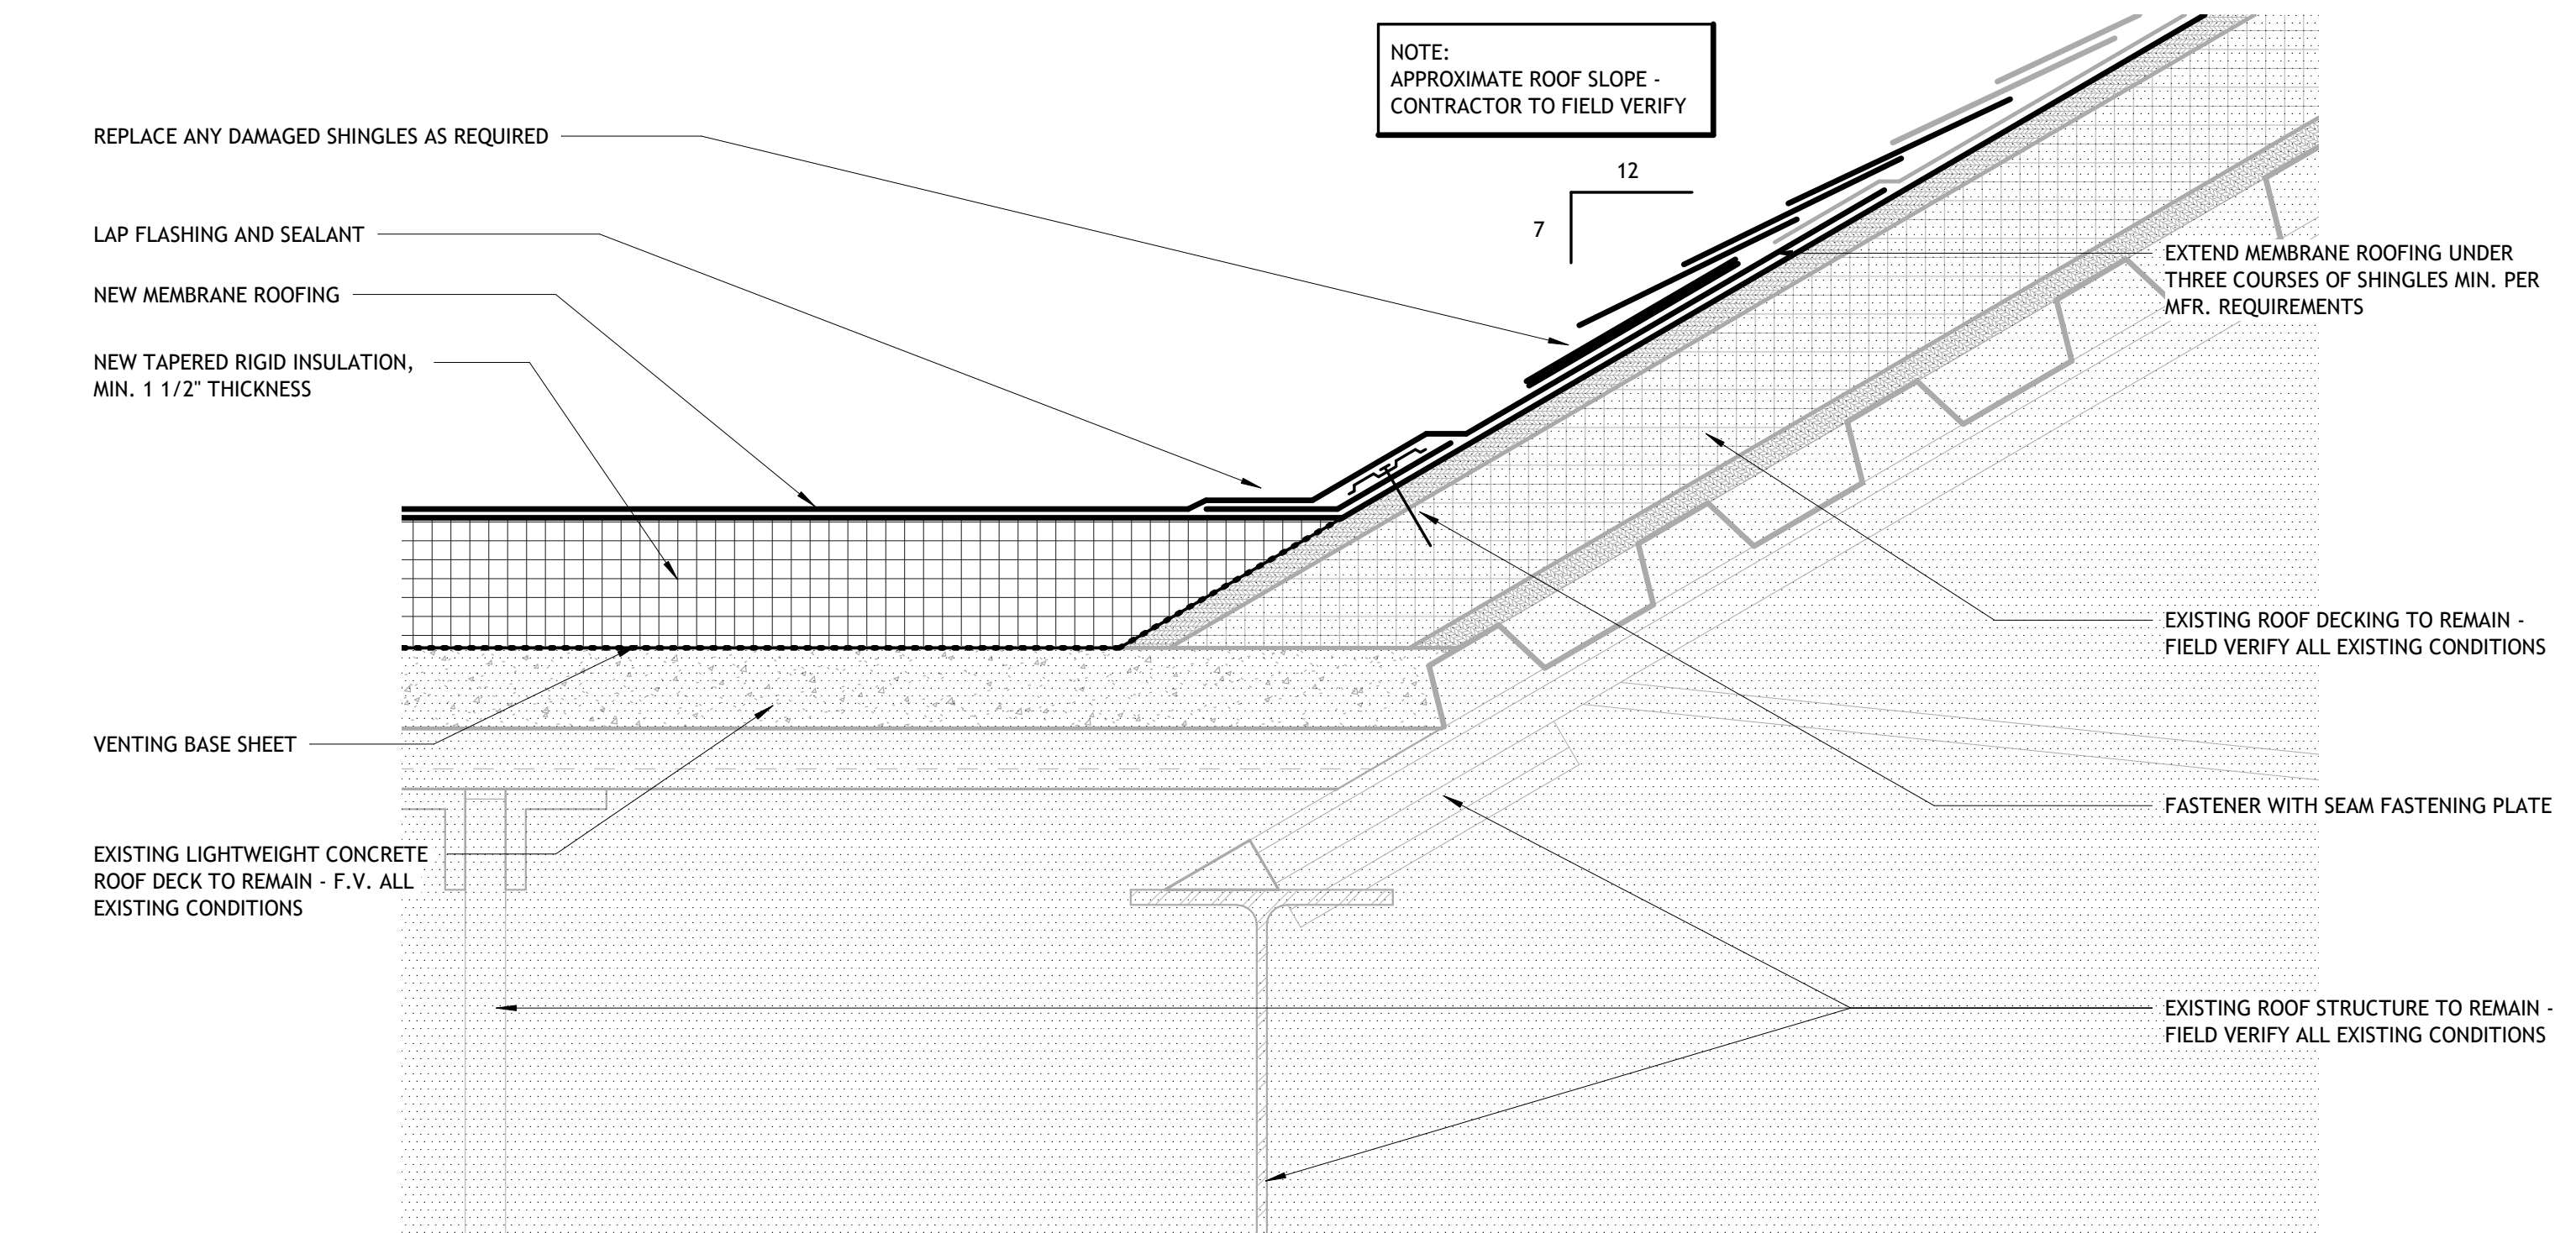 NOTE:
APPROXIMATE ROOF SLOPE -
CONTRACTOR TO FIELD VERIFY
12
7
REPLACE ANY DAMAGED SHINGLES AS REQUIRED
LAP FLASHING AND SEALANT
NEW MEMBRANE ROOFING
NEW TAPERED RIGID INSULATION,
MIN. 1 1/2" THICKNESS
VENTING BASE SHEET
EXISTING LIGHTWEIGHT CONCRETE
ROOF DECK TO REMAIN - F.V. ALL
EXISTING CONDITIONS
EXTEND MEMBRANE ROOFING UNDER
THREE COURSES OF SHINGLES MIN. PER
MFR. REQUIREMENTS
EXISTING ROOF DECKING TO REMAIN -
FIELD VERIFY ALL EXISTING CONDITIONS
FASTENER WITH SEAM FASTENING PLATE
EXISTING ROOF STRUCTURE TO REMAIN -
FIELD VERIFY ALL EXISTING CONDITIONS